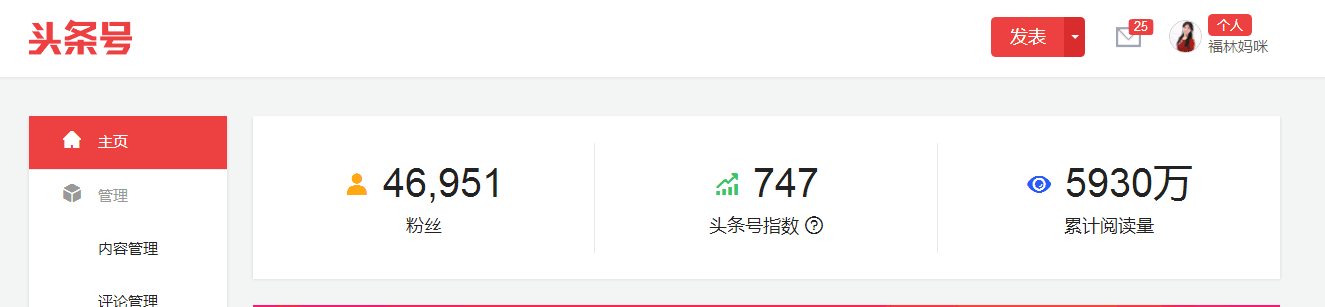 头条号
发表
25
个人
福林妈咪
主页
管理
内容管理
评论管理
46,951
粉丝
747
头条号指数 ?
5930万
累计阅读量